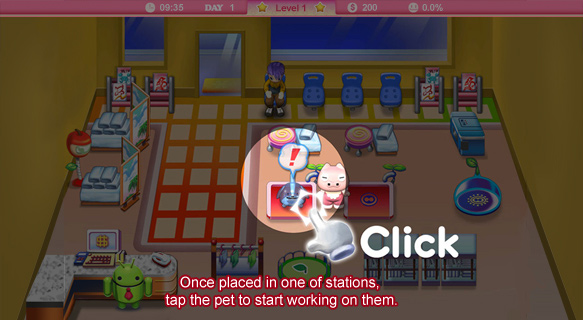 09:35 DAY 1 Level 1 $ 200 0.0%
!
Click
Once placed in one of stations,
tap the pet to start working on them.